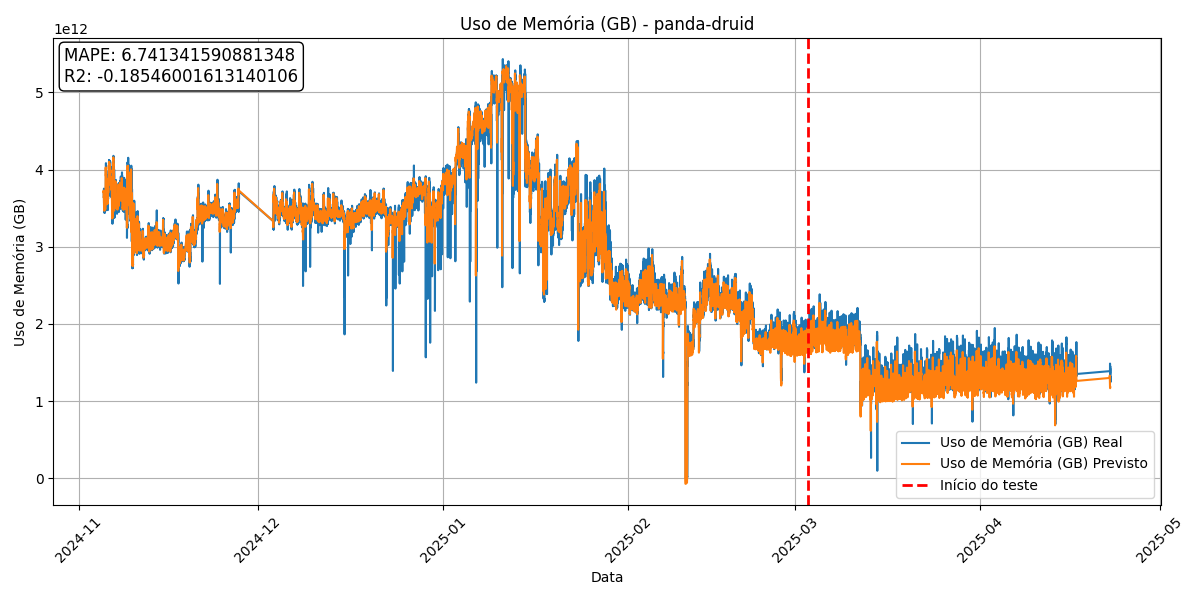 Uso de Memória (GB) - panda-druid
1e12
MAPE: 6.741341590881348
R2: -0.18546001613140106
5
4
3
2
1
0
Uso de Memória (GB)
Uso de Memória (GB) Real
Uso de Memória (GB) Previsto
Início do teste
2024-11
2024-12
2025-01
2025-02
2025-03
2025-04
2025-05
Data